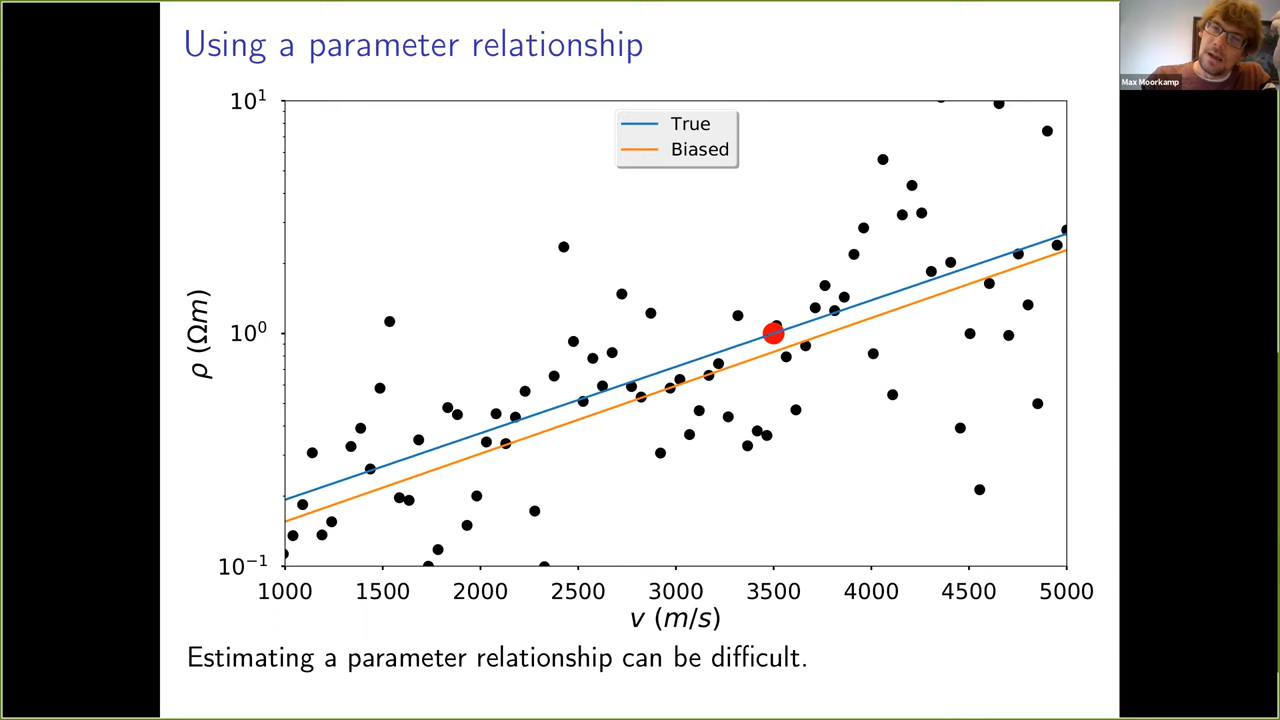 Using a parameter relationship
Max Moorkamp
10¹
True
Biased
10⁰
ρ (Ωm)
10⁻¹
1000 1500 2000 2500 3000 3500 4000 4500 5000
v (m/s)
Estimating a parameter relationship can be difficult.